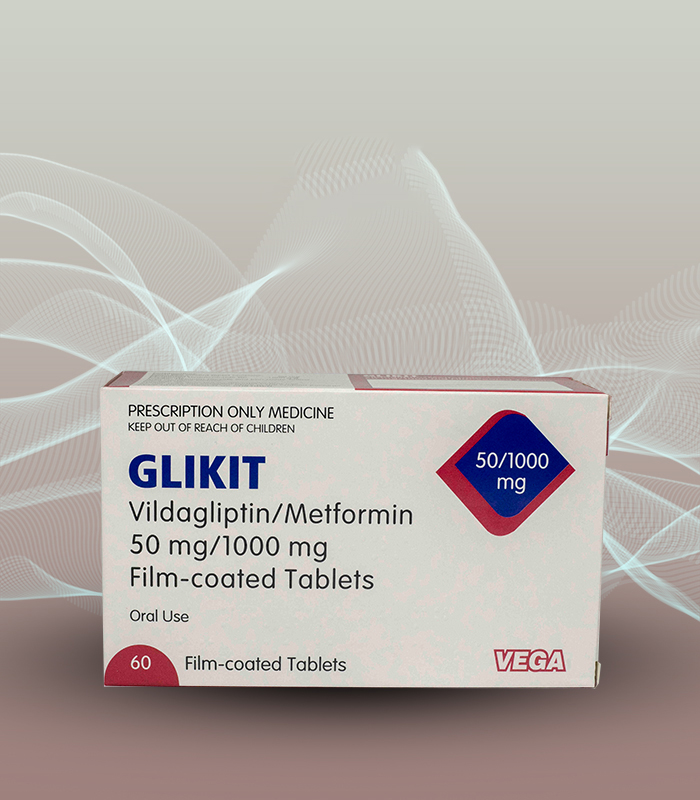 GLIKIT
PRESCRIPTION ONLY MEDICINE
KEEP OUT OF REACH OF CHILDREN
GLIKIT
Vildagliptin/Metformin
50 mg/1000 mg
Film-coated Tablets
Oral Use
50/1000
mg
60
Film-coated Tablets
VEGA